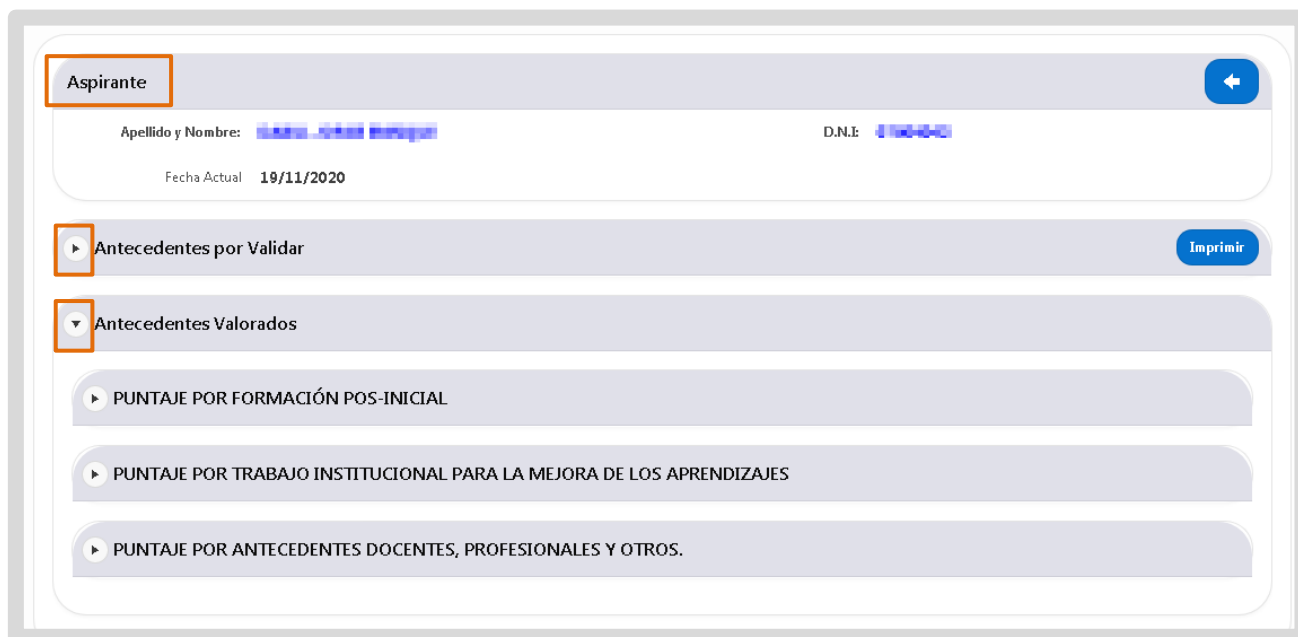 Aspirante
Apellido y Nombre: D.N.I:
Fecha Actual 19/11/2020
Antecedentes por Validar Imprimir
Antecedentes Valorados
PUNTAJE POR FORMACIÓN POS-INICIAL
PUNTAJE POR TRABAJO INSTITUCIONAL PARA LA MEJORA DE LOS APRENDIZAJES
PUNTAJE POR ANTECEDENTES DOCENTES, PROFESIONALES Y OTROS.